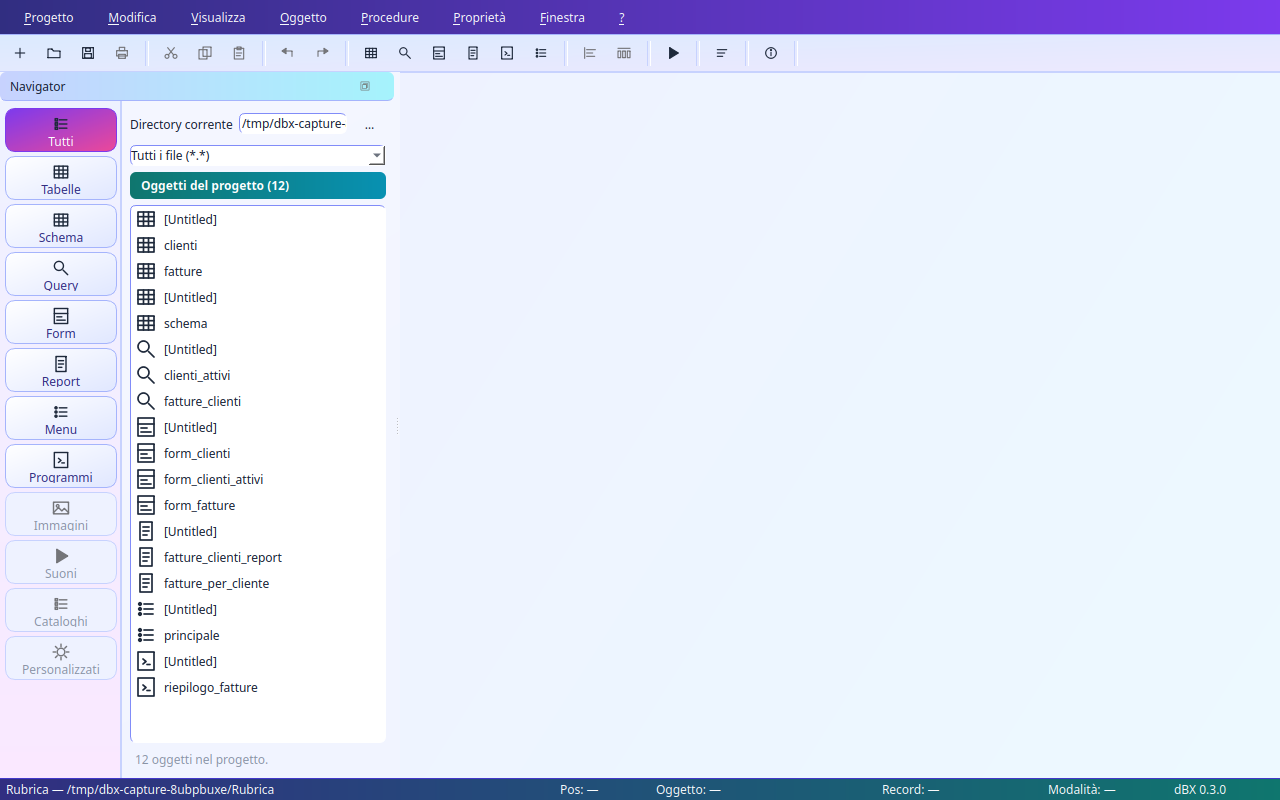 Progetto Modifica Visualizza Oggetto Procedure Proprietà Finestra ?
Navigator
Tutti
Tabelle
Schema
Query
Form
Report
Menu
Programmi
Immagini
Suoni
Cataloghi
Personalizzati
Directory corrente /tmp/dbx-capture- ...
Tutti i file (*.*)
Oggetti del progetto (12)
[Untitled]
clienti
fatture
[Untitled]
schema
[Untitled]
clienti_attivi
fatture_clienti
[Untitled]
form_clienti
form_clienti_attivi
form_fatture
[Untitled]
fatture_clienti_report
fatture_per_cliente
[Untitled]
principale
[Untitled]
riepilogo_fatture
12 oggetti nel progetto.
Rubrica — /tmp/dbx-capture-8ubpbuxe/Rubrica Pos: — Oggetto: — Record: — Modalità: — dBX 0.3.0